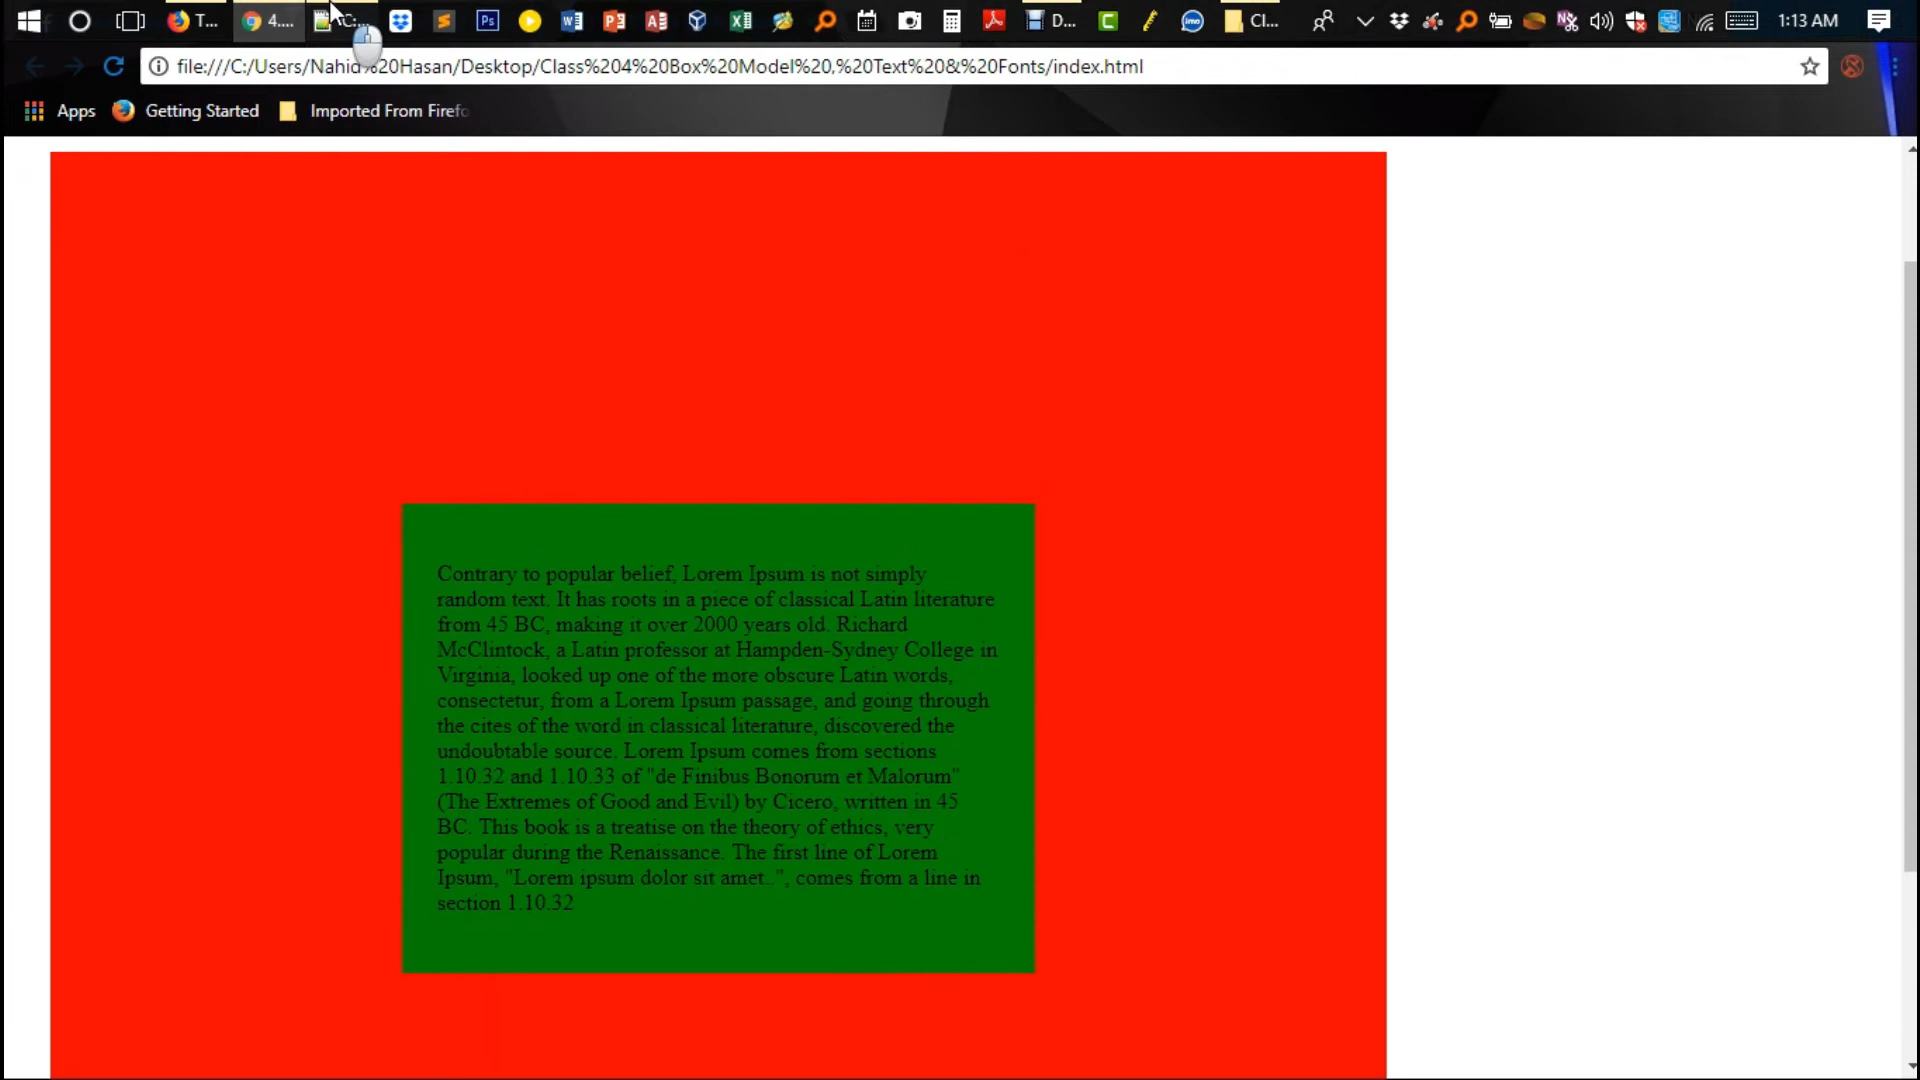 T...
4....
C:...
D...
Cl...
1:13 AM
file:///C:/Users/Nahid%20Hasan/Desktop/Class%204%20Box%20Model%20,%20Text%20&%20Fonts/index.html
Apps
Getting Started
Imported From Firefo
Contrary to popular belief, Lorem Ipsum is not simply
random text. It has roots in a piece of classical Latin literature
from 45 BC, making it over 2000 years old. Richard
McClintock, a Latin professor at Hampden-Sydney College in
Virginia, looked up one of the more obscure Latin words,
consectetur, from a Lorem Ipsum passage, and going through
the cites of the word in classical literature, discovered the
undoubtable source. Lorem Ipsum comes from sections
1.10.32 and 1.10.33 of "de Finibus Bonorum et Malorum"
(The Extremes of Good and Evil) by Cicero, written in 45
BC. This book is a treatise on the theory of ethics, very
popular during the Renaissance. The first line of Lorem
Ipsum, "Lorem ipsum dolor sit amet..", comes from a line in
section 1.10.32